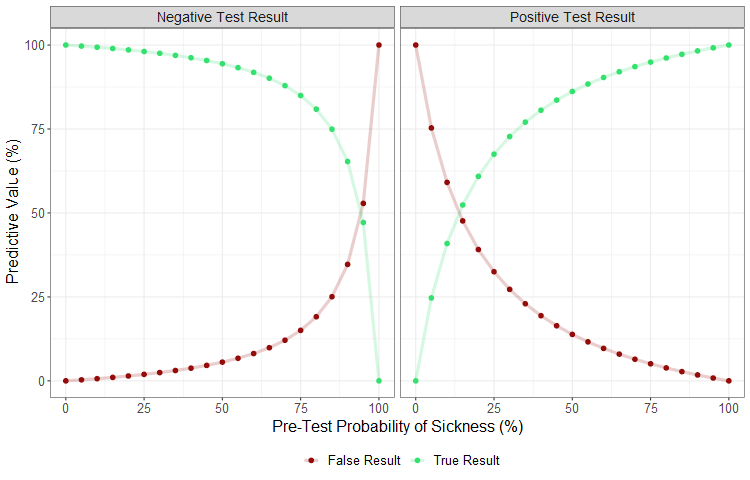 Negative Test Result
Positive Test Result
Predictive Value (%)
100
75
50
25
0
0 25 50 75 100
0 25 50 75 100
Pre-Test Probability of Sickness (%)
False Result
True Result